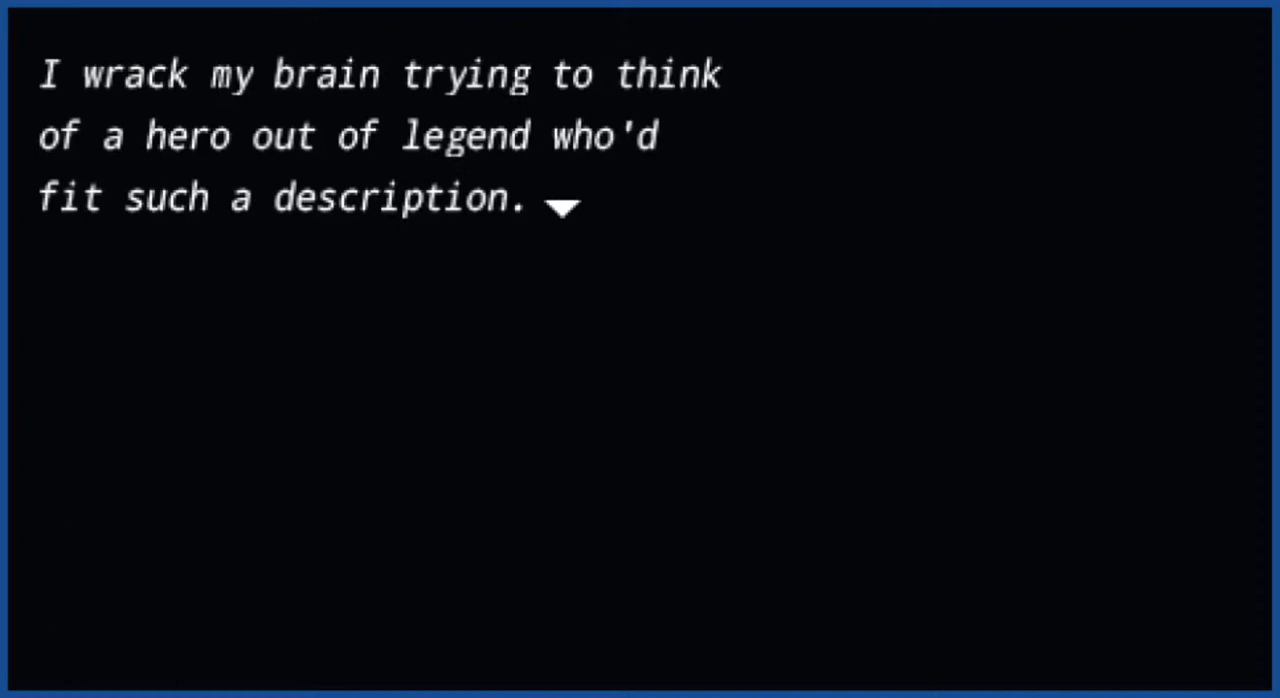 I wrack my brain trying to think
of a hero out of legend who'd
fit such a description.